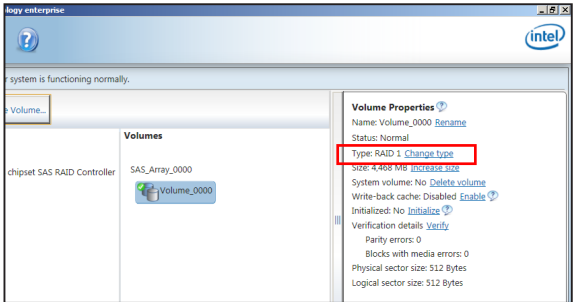 ology enterprise
?
intel
r system is functioning normally.
e Volume...
Volumes
chipset SAS RAID Controller
SAS_Array_0000
Volume_0000
Volume Properties ?
Name: Volume_0000 Rename
Status: Normal
Type: RAID 1 Change type
Size: 4,468 MB Increase size
System volume: No Delete volume
Write-back cache: Disabled Enable ?
Initialized: No Initialize ?
Verification details Verify
Parity errors: 0
Blocks with media errors: 0
Physical sector size: 512 Bytes
Logical sector size: 512 Bytes